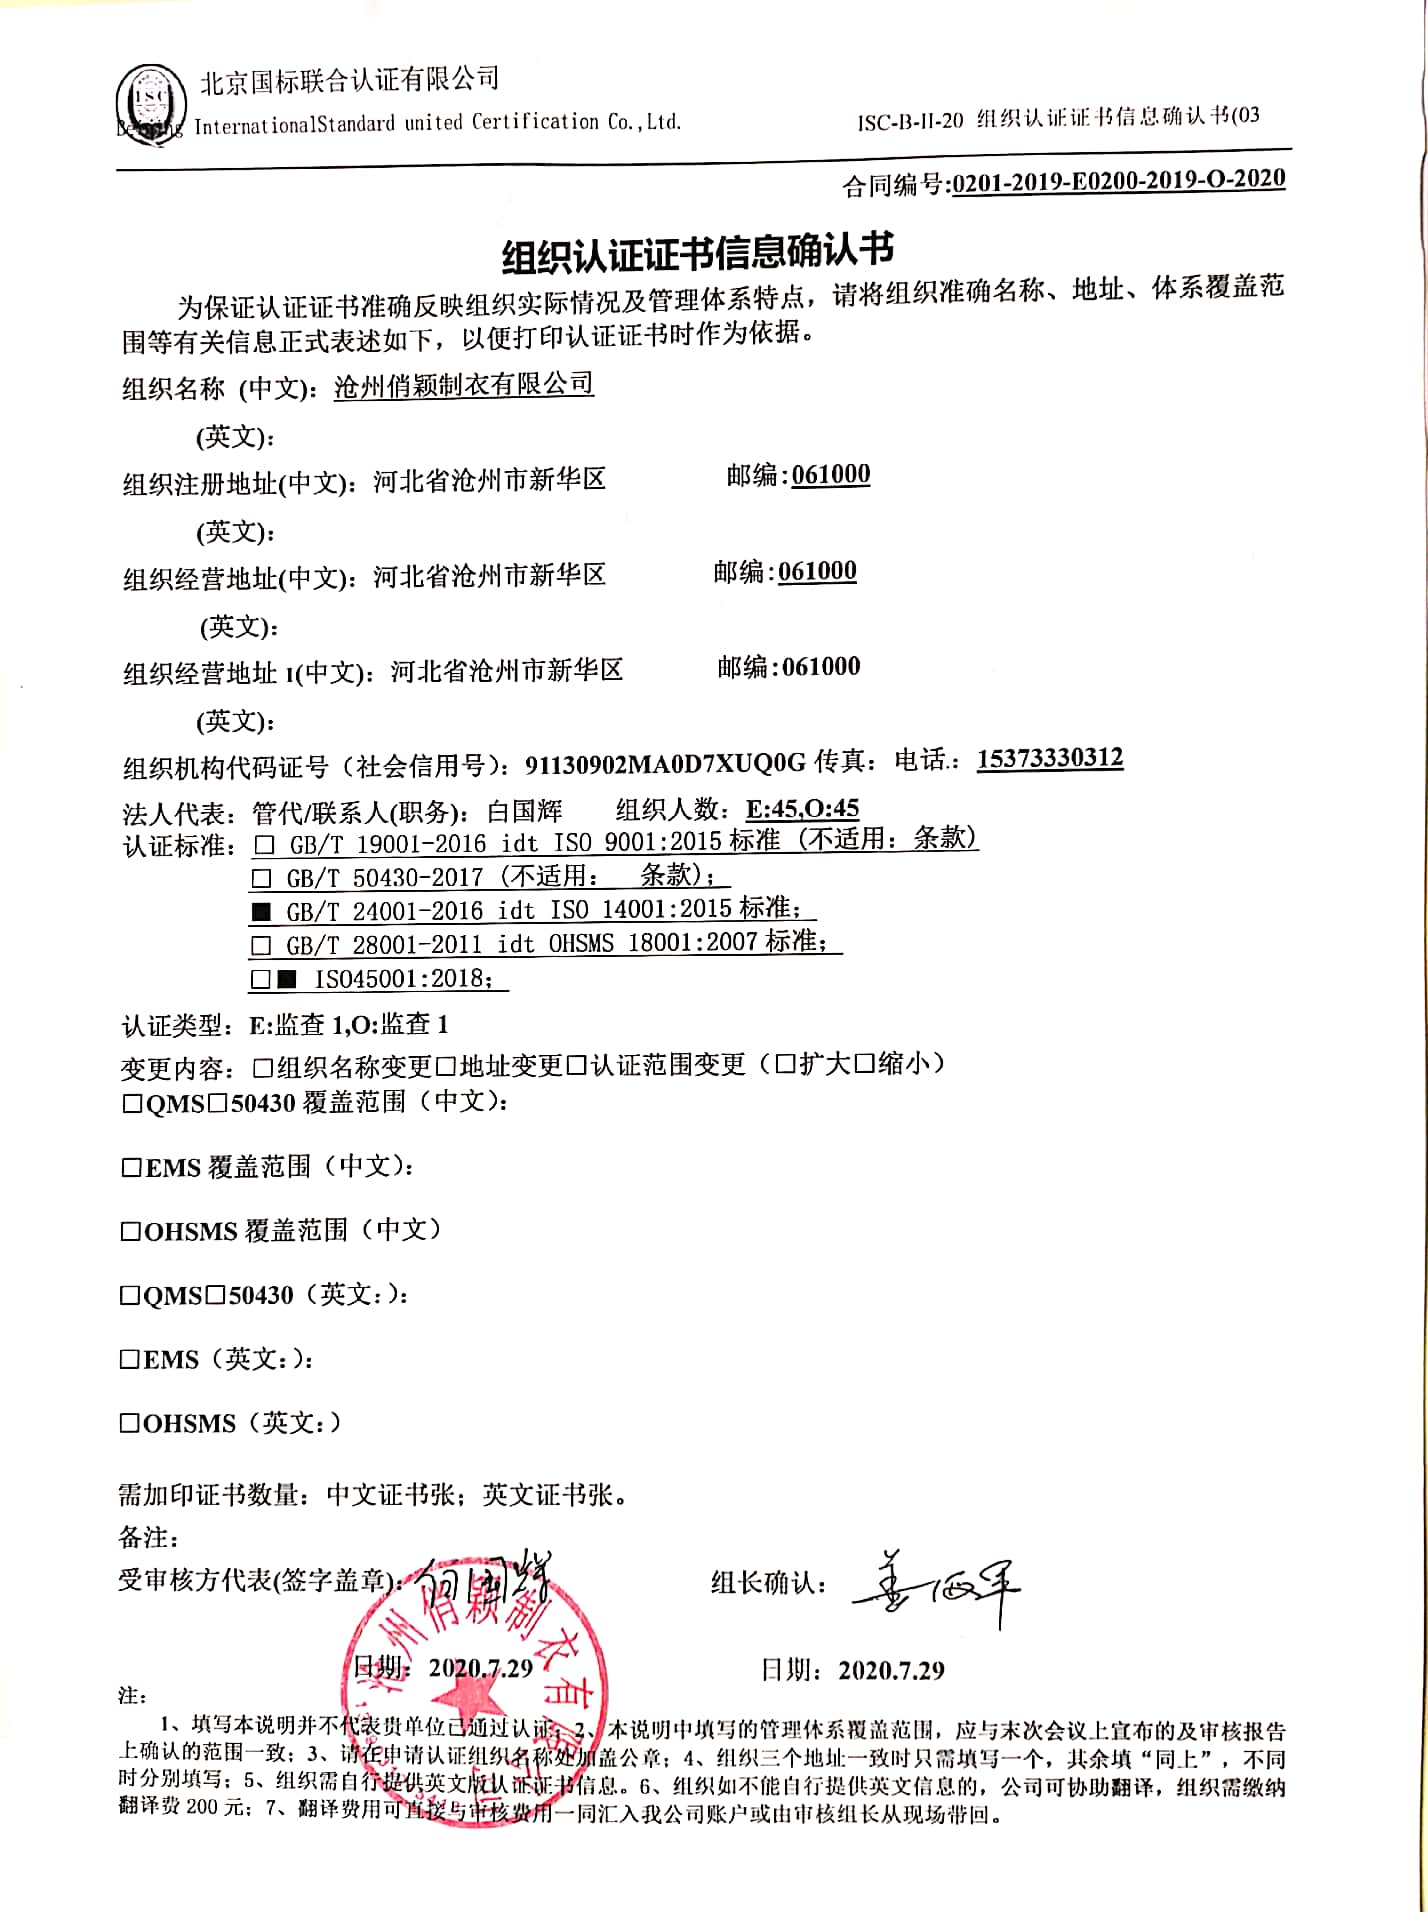 北京国标联合认证有限公司
Beijing InternationalStandard united Certification Co.,Ltd.
ISC-B-II-20 组织认证证书信息确认书(03
合同编号:0201-2019-E0200-2019-O-2020
组织认证证书信息确认书
为保证认证证书准确反映组织实际情况及管理体系特点，请将组织准确名称、地址、体系覆盖范
围等有关信息正式表述如下，以便打印认证证书时作为依据。
组织名称 (中文)：沧州俏颖制衣有限公司
(英文)：
组织注册地址(中文)：河北省沧州市新华区 邮编:061000
(英文)：
组织经营地址(中文)：河北省沧州市新华区 邮编:061000
(英文)：
组织经营地址 1(中文)：河北省沧州市新华区 邮编:061000
(英文)：
组织机构代码证号（社会信用号）：91130902MA0D7XUQ0G 传真：电话.：15373330312
法人代表：管代/联系人(职务)：白国辉 组织人数：E:45,O:45
认证标准：□ GB/T 19001-2016 idt ISO 9001:2015 标准 (不适用：条款)
□ GB/T 50430-2017 (不适用： 条款)；
■ GB/T 24001-2016 idt ISO 14001:2015 标准；
□ GB/T 28001-2011 idt OHSMS 18001:2007 标准；
□■ ISO45001:2018；
认证类型：E:监查 1,O:监查 1
变更内容：□组织名称变更□地址变更□认证范围变更（□扩大□缩小）
□QMS□50430 覆盖范围（中文）：
□EMS 覆盖范围（中文）：
□OHSMS 覆盖范围（中文）
□QMS□50430（英文:）：
□EMS（英文:）：
□OHSMS（英文:）
需加印证书数量：中文证书张；英文证书张。
备注：
受审核方代表(签字盖章)：白国辉 组长确认：
沧州俏颖制衣有限公司
日期：2020.7.29 日期：2020.7.29
注：
1、填写本说明并不代表贵单位已通过认证；2、本说明中填写的管理体系覆盖范围，应与末次会议上宣布的及审核报告
上确认的范围一致；3、请在申请认证组织名称处加盖公章；4、组织三个地址一致时只需填写一个，其余填“同上”，不同
时分别填写；5、组织需自行提供英文版认证证书信息。6、组织如不能自行提供英文信息的，公司可协助翻译，组织需缴纳
翻译费 200 元；7、翻译费用可直接与审核费用一同汇入我公司账户或由审核组长从现场带回。